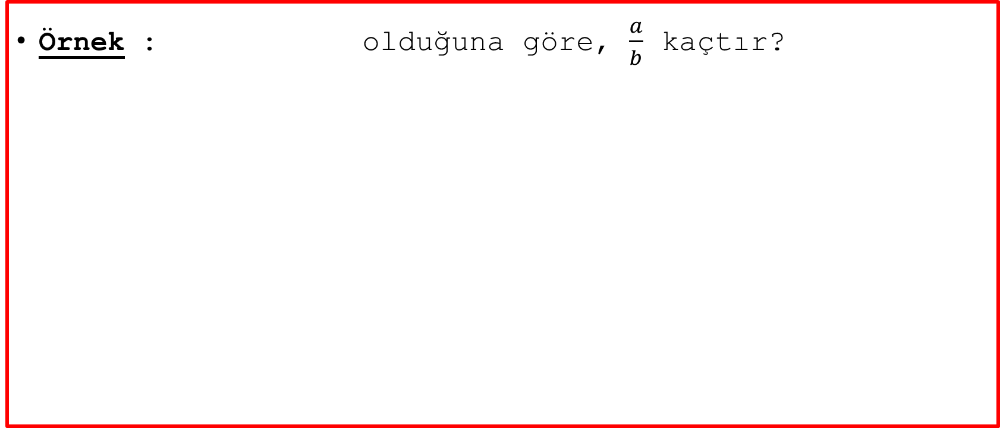 • Örnek : olduğuna göre, a/b kaçtır?